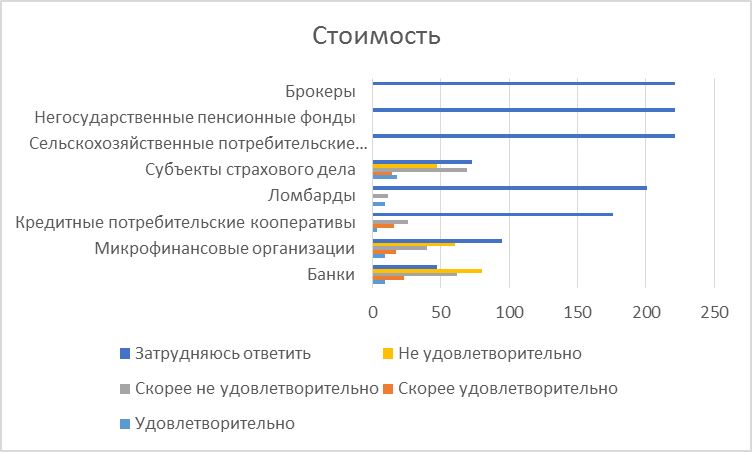 Стоимость
Брокеры
Негосударственные пенсионные фонды
Сельскохозяйственные потребительские...
Субъекты страхового дела
Ломбарды
Кредитные потребительские кооперативы
Микрофинансовые организации
Банки
0 50 100 150 200 250
Затрудняюсь ответить Не удовлетворительно
Скорее не удовлетворительно Скорее удовлетворительно
Удовлетворительно